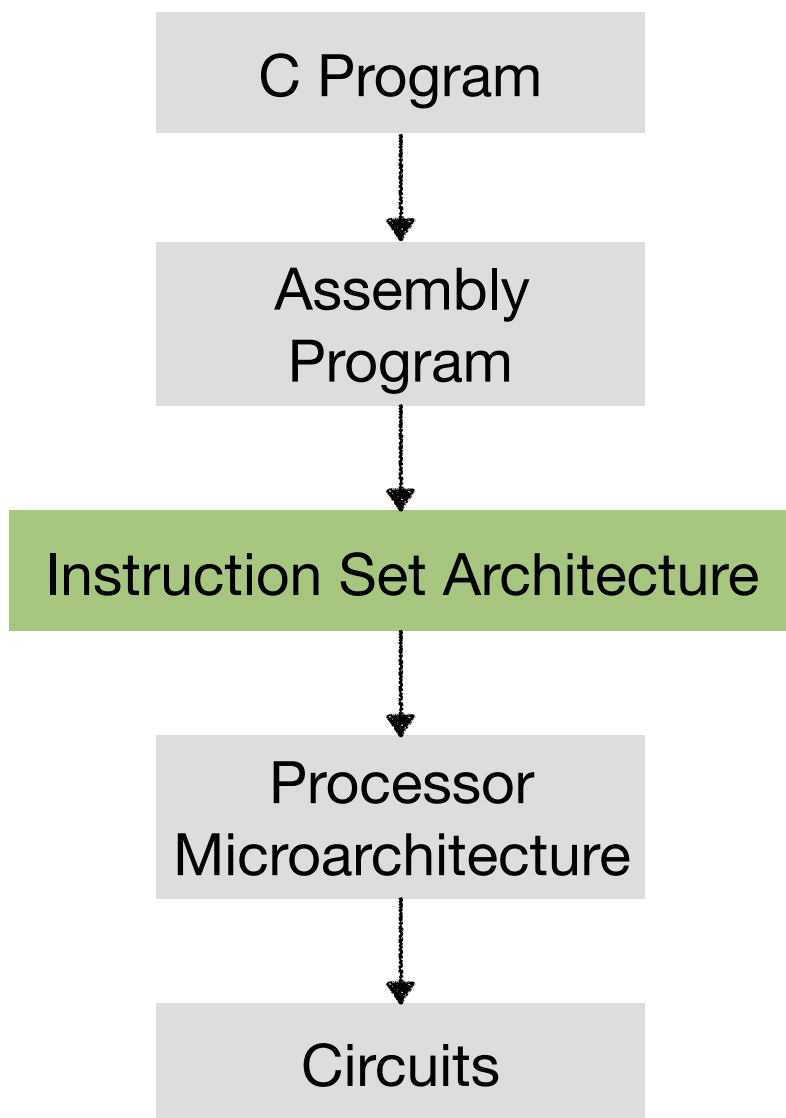 C Program
Assembly
Program
Instruction Set Architecture
Processor
Microarchitecture
Circuits